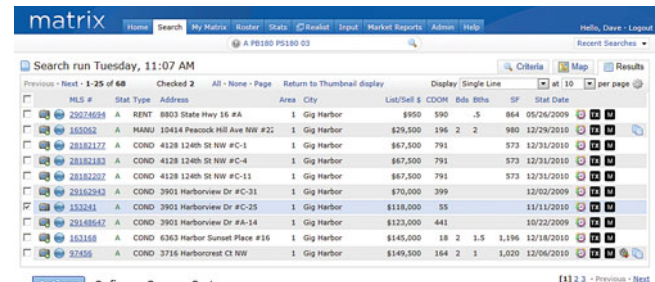 matrix
Home Search My Matrix Roster Stats Realist Input Market Reports Admin Help
Hello, Dave - Logout
A PB180 PS180 03
Recent Searches
Search run Tuesday, 11:07 AM
Criteria Map Results
Previous · Next · 1-25 of 68 Checked 2 All · None · Page Return to Thumbnail display Display Single Line at 10 per page
MLS # Stat Type Address Area City List/Sell $ CDOM Bds Bths SF Stat Date
29074694 A RENT 8803 State Hwy 16 #A 1 Gig Harbor $950 590 .5 864 05/26/2009 TX M
165062 A MANU 10414 Peacock Hill Ave NW #22 1 Gig Harbor $29,500 196 2 2 980 12/29/2010 TX M
28182177 A COND 4128 124th St NW #C-1 1 Gig Harbor $67,500 791 573 12/31/2010 TX M
28182183 A COND 4128 124th St NW #C-4 1 Gig Harbor $67,500 791 573 12/31/2010 TX M
28182207 A COND 4128 124th St NW #C-11 1 Gig Harbor $67,500 791 573 12/31/2010 TX M
29162943 A COND 3901 Harborview Dr #C-31 1 Gig Harbor $70,000 399 12/02/2009 TX M
153241 A COND 3901 Harborview Dr #C-25 1 Gig Harbor $118,000 55 11/11/2010 TX M
29148647 A COND 3901 Harborview Dr #A-14 1 Gig Harbor $123,000 441 10/22/2009 TX M
163168 A COND 6363 Harbor Sunset Place #16 1 Gig Harbor $145,000 18 2 1.5 1,196 12/18/2010 TX M
97456 A COND 3716 Harborcrest Ct NW 1 Gig Harbor $149,500 164 2 1 1,020 12/06/2010 TX M
[1] 2 3 · Previous · Next